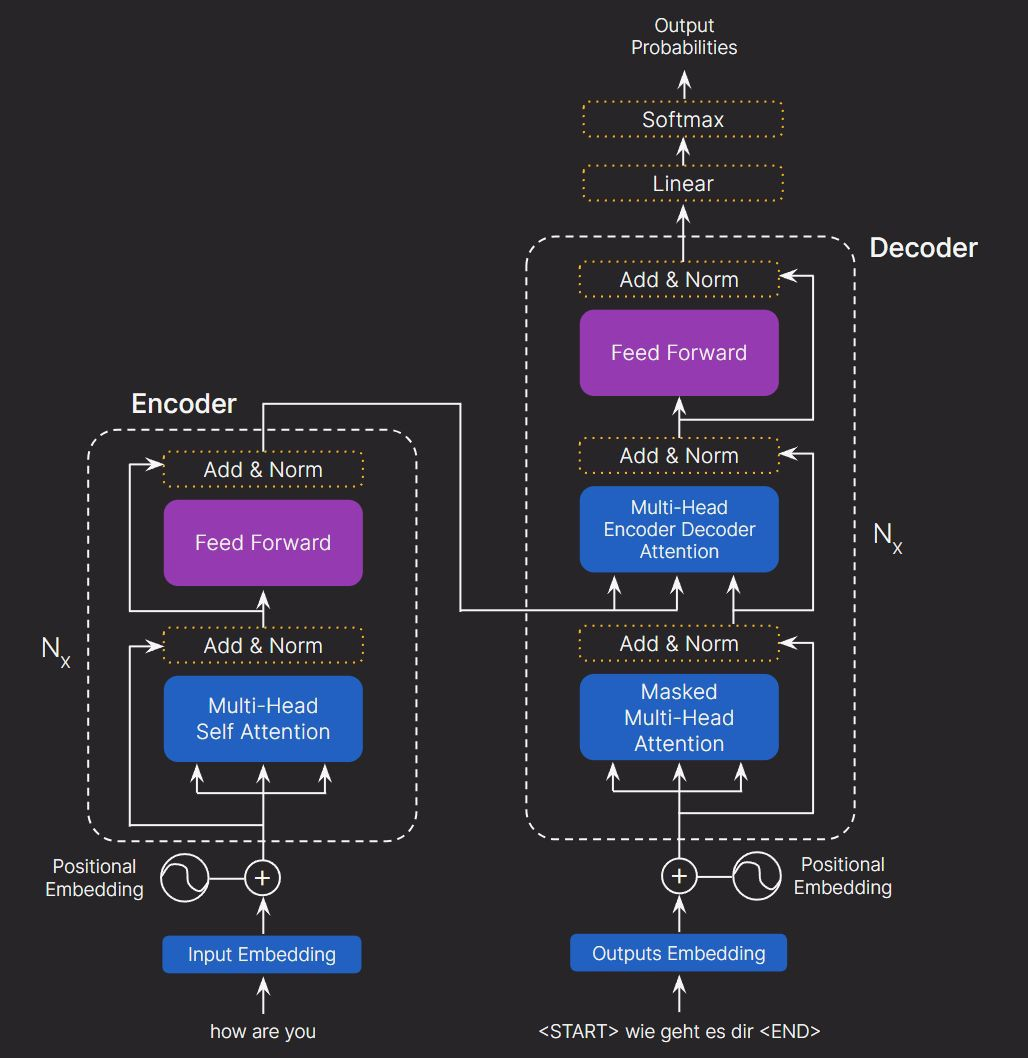 Output
Probabilities
Softmax
Linear
Decoder
Add & Norm
Feed Forward
Add & Norm
Multi-Head
Encoder Decoder
Attention
Nx
Add & Norm
Masked
Multi-Head
Attention
Positional
Embedding
Outputs Embedding
<START> wie geht es dir <END>
Encoder
Add & Norm
Feed Forward
Nx
Add & Norm
Multi-Head
Self Attention
Positional
Embedding
Input Embedding
how are you